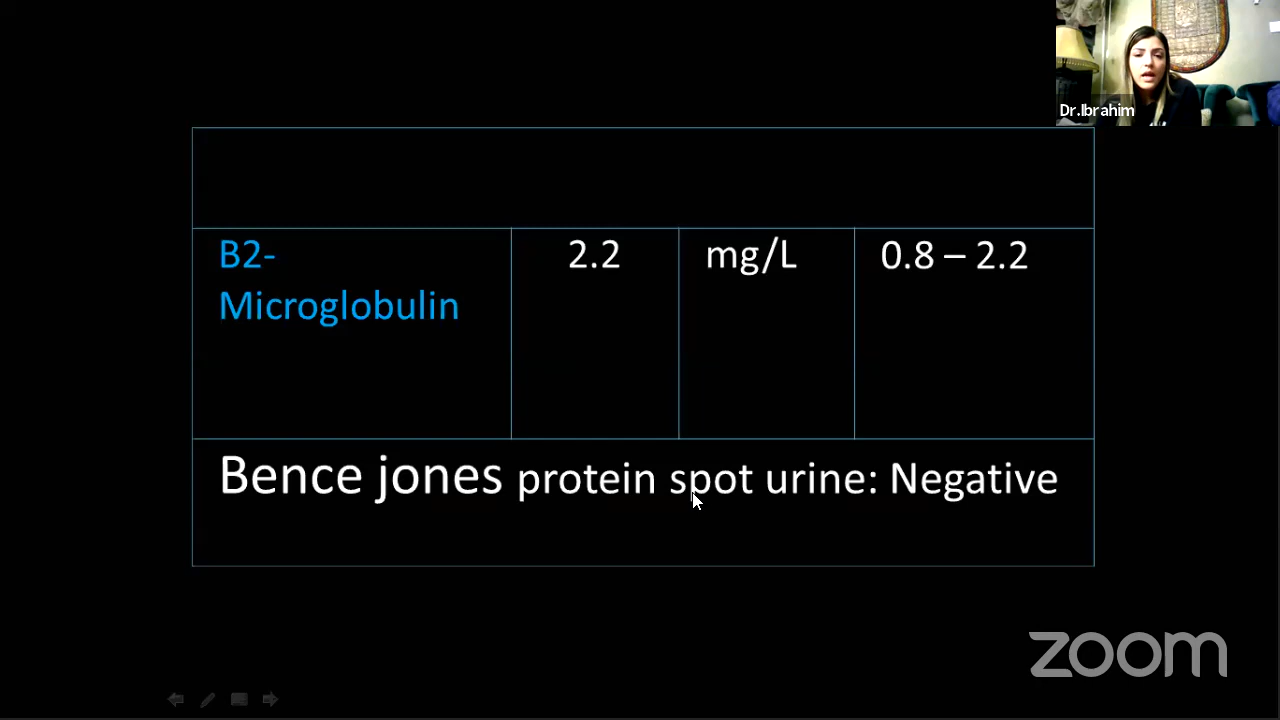 Dr.Ibrahim
B2- 2.2 mg/L 0.8 – 2.2
Microglobulin
Bence jones protein spot urine: Negative
zoom